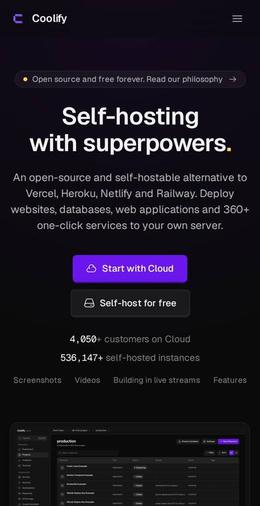 Coolify
Open source and free forever. Read our philosophy →
Self-hosting
with superpowers.
An open-source and self-hostable alternative to
Vercel, Heroku, Netlify and Railway. Deploy
websites, databases, web applications and 360+
one-click services to your own server.
Start with Cloud
Self-host for free
4,050+ customers on Cloud
536,147+ self-hosted instances
Screenshots Videos Building in live streams Features
production